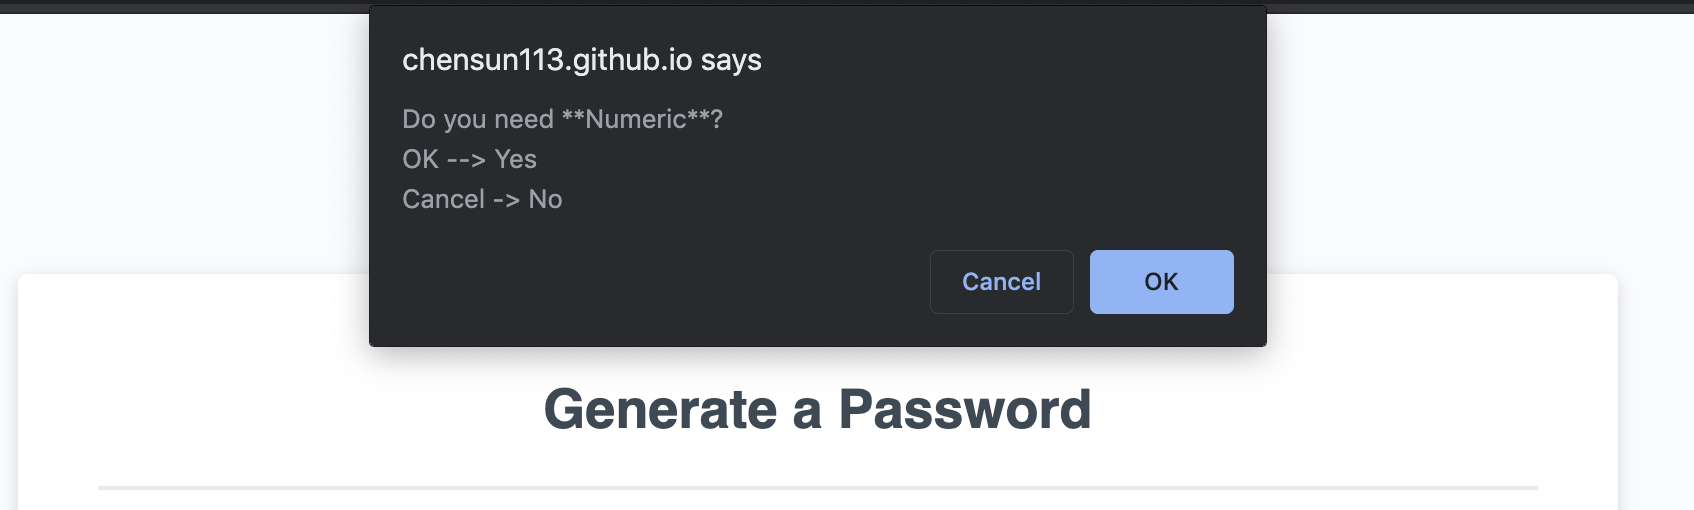 chensun113.github.io says
Do you need **Numeric**?
OK --> Yes
Cancel -> No
Cancel
OK
Generate a Password